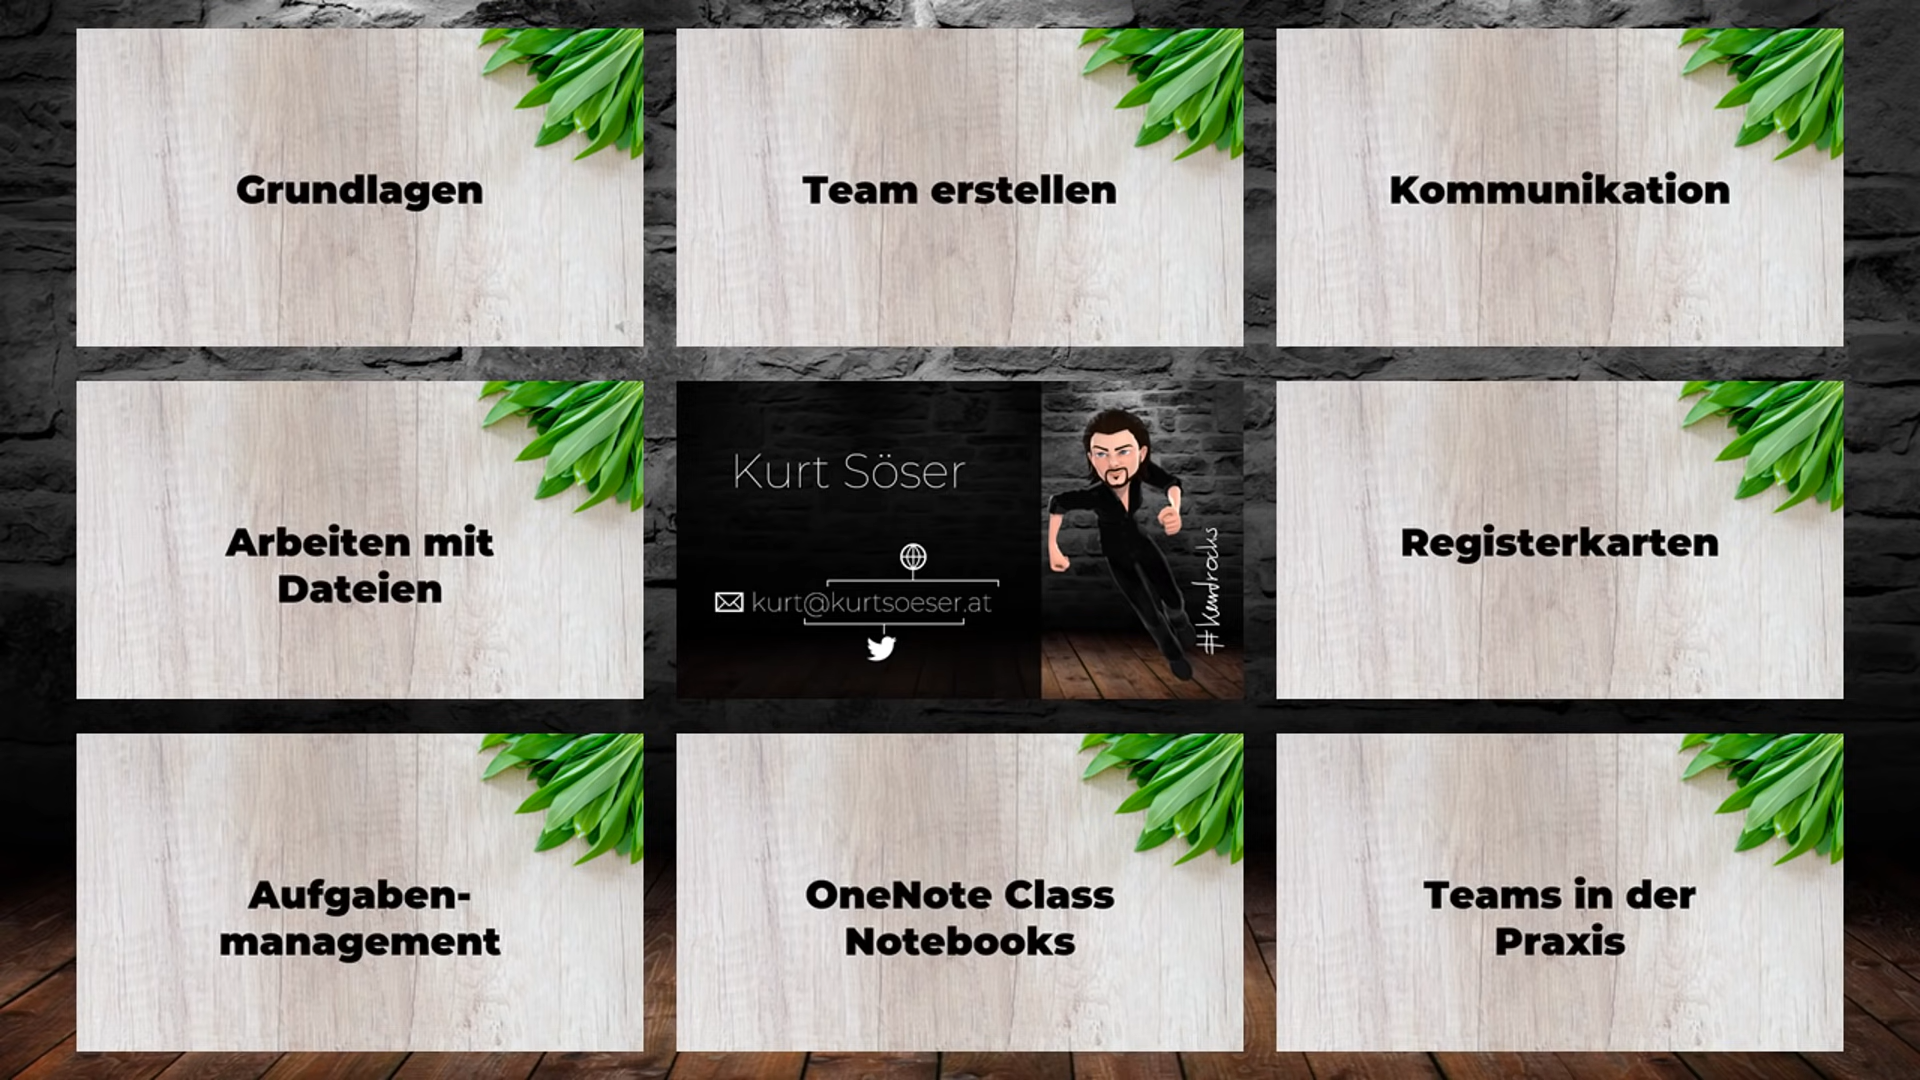 Grundlagen
Team erstellen
Kommunikation
Arbeiten mit
Dateien
Kurt Söser
kurt@kurtsoeser.at
Registerkarten
Aufgaben-
management
OneNote Class
Notebooks
Teams in der
Praxis